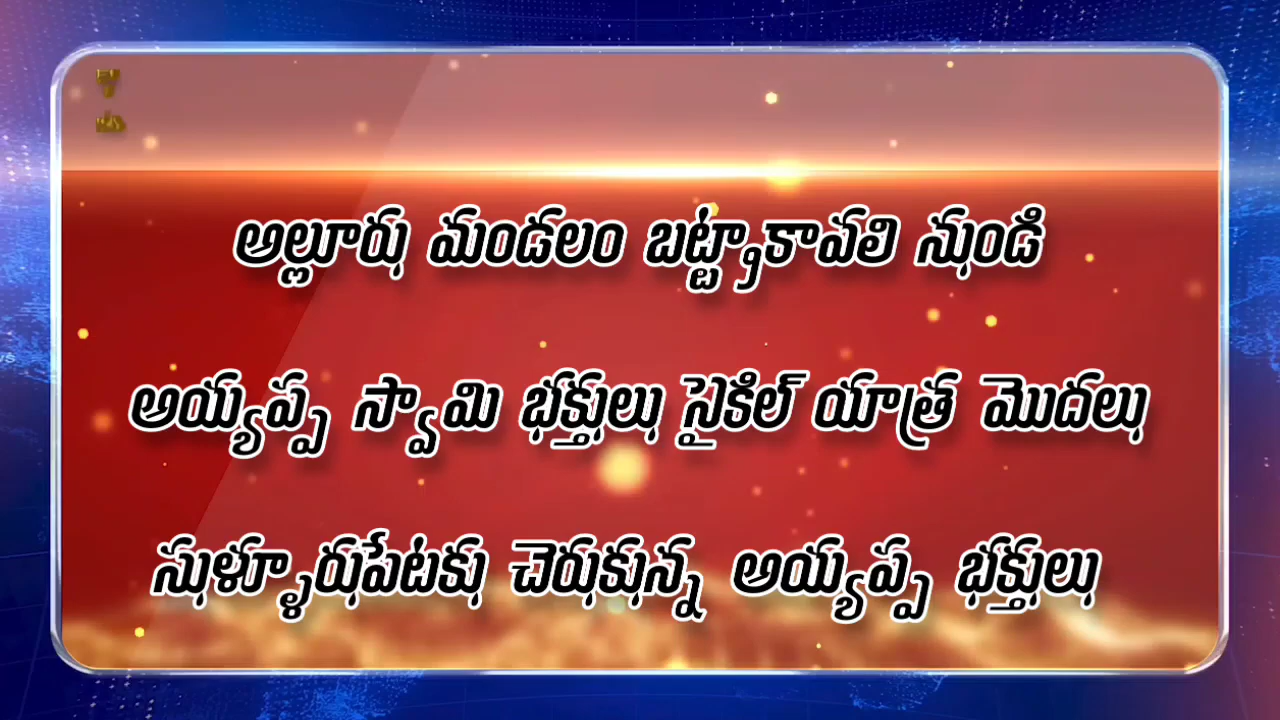 అల్లూరు మండలం బట్ట్రాకావలి నుండి
అయ్యప్ప స్వామి భక్తులు సైకిల్ యాత్ర మొదలు
సుళ్ళూరుపేటకు చెరుకున్న అయ్యప్ప భక్తులు